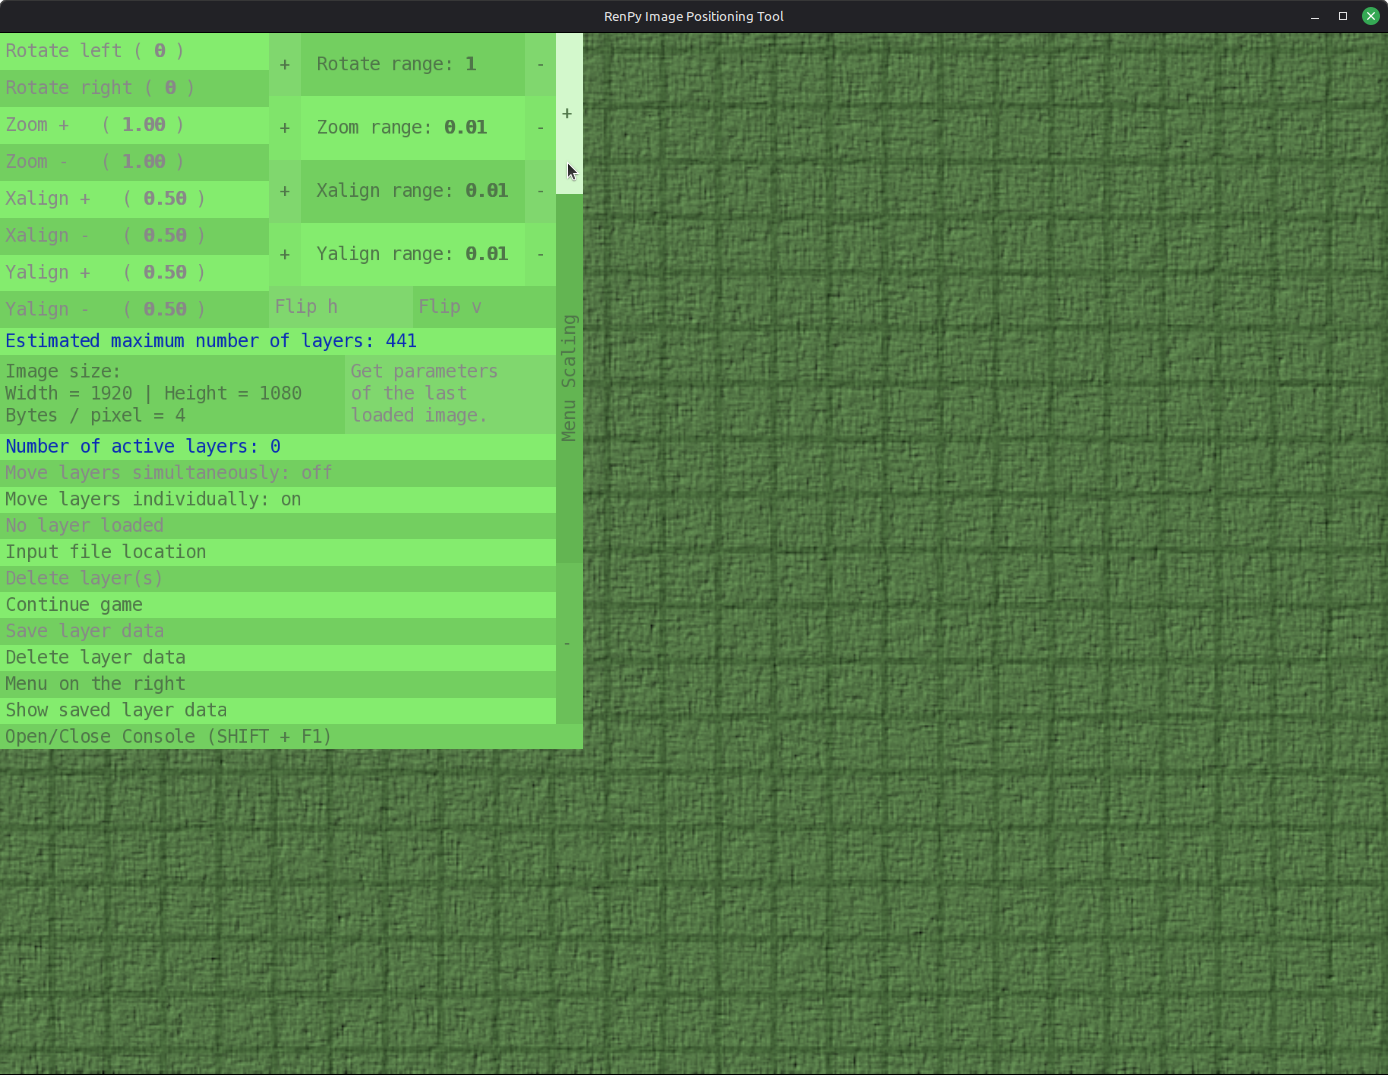 RenPy Image Positioning Tool
Rotate left ( 0 )
Rotate right ( 0 )
Zoom + ( 1.00 )
Zoom - ( 1.00 )
Xalign + ( 0.50 )
Xalign - ( 0.50 )
Yalign + ( 0.50 )
Yalign - ( 0.50 )
+ Rotate range: 1 -
+ Zoom range: 0.01 -
+ Xalign range: 0.01 -
+ Yalign range: 0.01 -
Flip h Flip v
Estimated maximum number of layers: 441
Image size:
Width = 1920 | Height = 1080
Bytes / pixel = 4
Get parameters
of the last
loaded image.
Number of active layers: 0
Move layers simultaneously: off
Move layers individually: on
No layer loaded
Input file location
Delete layer(s)
Continue game
Save layer data
Delete layer data
Menu on the right
Show saved layer data
Open/Close Console (SHIFT + F1)
+
Menu Scaling
-